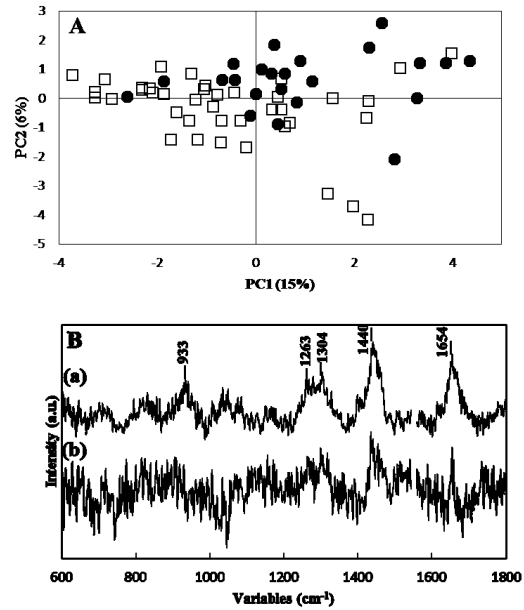 A
3
2
1
0
-1
-2
-3
-4
-5
PC2 (6%)
-4 -2 0 2 4
PC1 (15%)
B
(a)
(b)
933
1263
1304
1440
1654
Intensity (a.u)
600 800 1000 1200 1400 1600 1800
Variables (cm-1)